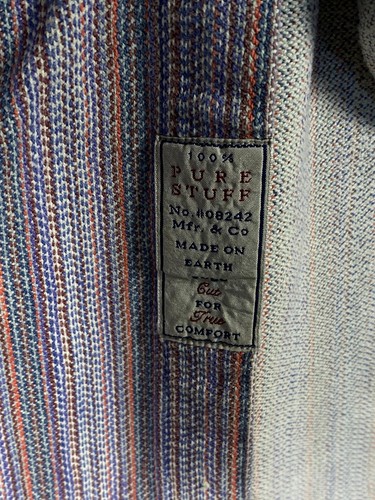 100%
PURE
STUFF
No. #08242
Mfr. & Co
MADE ON
EARTH
Cut
FOR
True
COMFORT